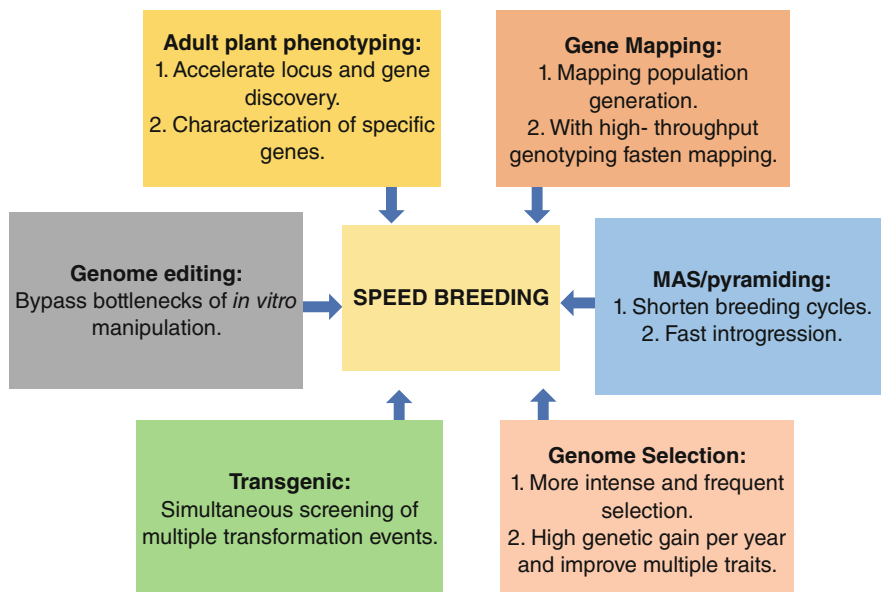 Adult plant phenotyping:
1. Accelerate locus and gene
discovery.
2. Characterization of specific
genes.
Gene Mapping:
1. Mapping population
generation.
2. With high- throughput
genotyping fasten mapping.
Genome editing:
Bypass bottlenecks of in vitro
manipulation.
SPEED BREEDING
MAS/pyramiding:
1. Shorten breeding cycles.
2. Fast introgression.
Transgenic:
Simultaneous screening of
multiple transformation events.
Genome Selection:
1. More intense and frequent
selection.
2. High genetic gain per year
and improve multiple traits.